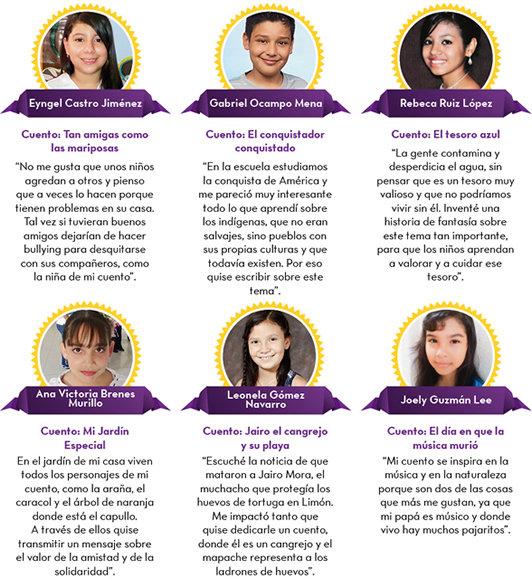 Eyngel Castro Jiménez
Cuento: Tan amigas como
las mariposas
“No me gusta que unos niños
agredan a otros y pienso
que a veces lo hacen porque
tienen problemas en su casa.
Tal vez si tuvieran buenos
amigos dejarían de hacer
bullying para desquitarse
con sus compañeros, como
la niña de mi cuento”.
Gabriel Ocampo Mena
Cuento: El conquistador
conquistado
“En la escuela estudiamos
la conquista de América y
me pareció muy interesante
todo lo que aprendí sobre
los indígenas, que no eran
salvajes, sino pueblos con
sus propias culturas y que
todavía existen. Por eso
quise escribir sobre este
tema”.
Rebeca Ruiz López
Cuento: El tesoro azul
“La gente contamina y
desperdicia el agua, sin
pensar que es un tesoro muy
valioso y que no podríamos
vivir sin él. Inventé una
historia de fantasía sobre
este tema tan importante,
para que los niños aprendan
a valorar y a cuidar ese
tesoro”.
Ana Victoria Brenes
Murillo
Cuento: Mi Jardín
Especial
En el jardín de mi casa viven
todos los personajes de mi
cuento, como la araña, el
caracol y el árbol de naranja
donde está el capullo.
A través de ellos quise
transmitir un mensaje sobre
el valor de la amistad y de la
solidaridad”.
Leonela Gómez
Navarro
Cuento: Jairo el cangrejo
y su playa
“Escuché la noticia de que
mataron a Jairo Mora, el
muchacho que protegía los
huevos de tortuga en Limón.
Me impactó tanto que
quise dedicarle un cuento,
donde él es un cangrejo y el
mapache representa a los
ladrones de huevos”.
Joely Guzmán Lee
Cuento: El día en que la
música murió
“Mi cuento se inspira en la
música y en la naturaleza
porque son dos de las cosas
que más me gustan, ya que
mi papá es músico y donde
vivo hay muchos pajaritos”.